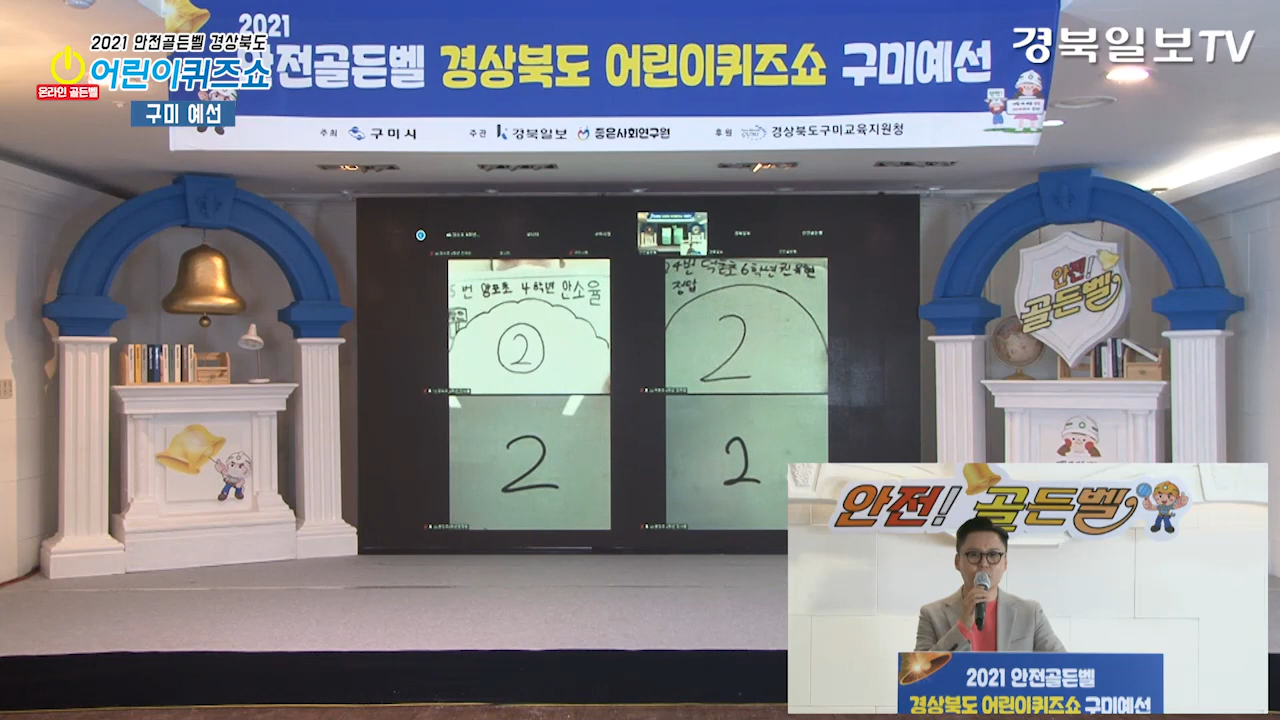 2021 안전골든벨 경상북도
어린이퀴즈쇼
온라인 골든벨
구미 예선
경북일보TV
2021
안전골든벨 경상북도 어린이퀴즈쇼 구미예선
주최 구미시 주관 경북일보 좋은사회연구원 후원 경상북도구미교육지원청
5번 양포초 4학년 안소율
2
정답
2
2
2
안전!
골든벨
안전! 골든벨
2021 안전골든벨
경상북도 어린이퀴즈쇼 구미예선